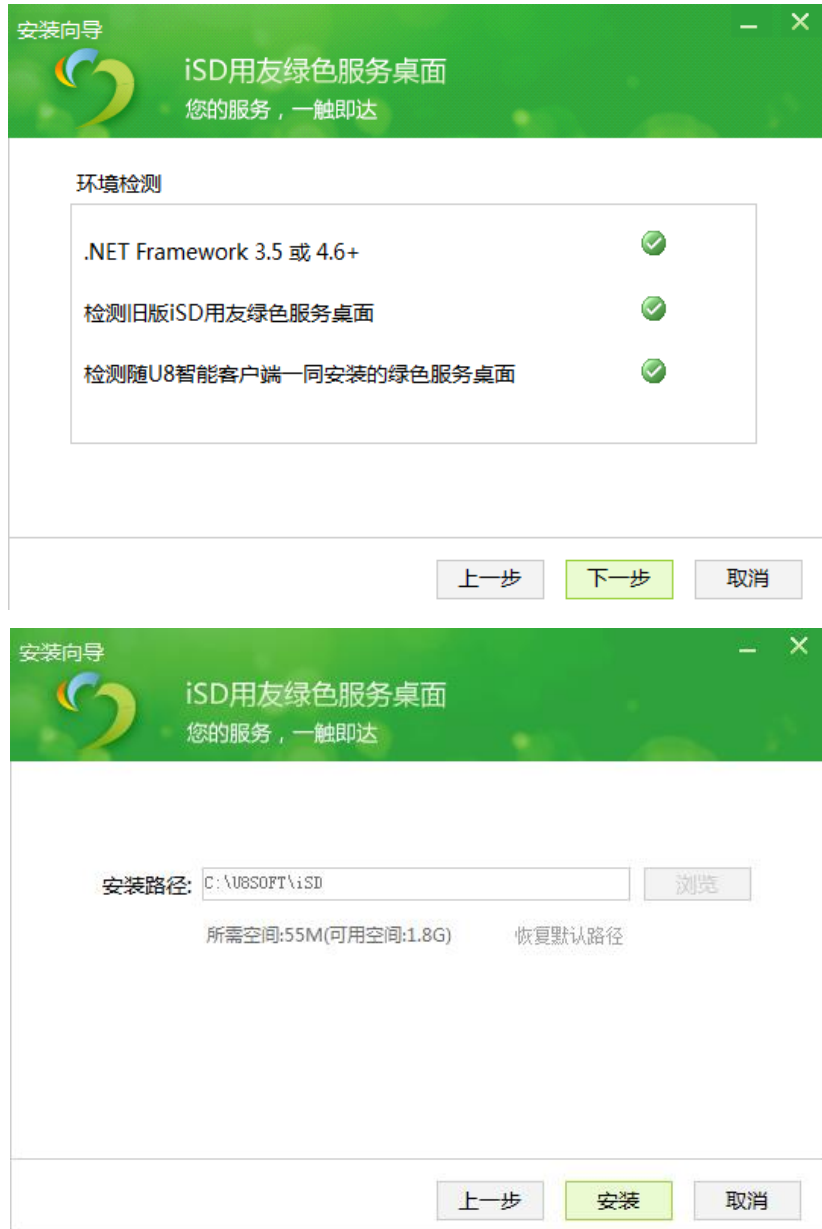 安装向导
iSD用友绿色服务桌面
您的服务，一触即达
环境检测
.NET Framework 3.5 或 4.6+
检测旧版iSD用友绿色服务桌面
检测随U8智能客户端一同安装的绿色服务桌面
上一步 下一步 取消
安装向导
iSD用友绿色服务桌面
您的服务，一触即达
安装路径: C:\U8SOFT\iSD 浏览
所需空间:55M(可用空间:1.8G) 恢复默认路径
上一步 安装 取消